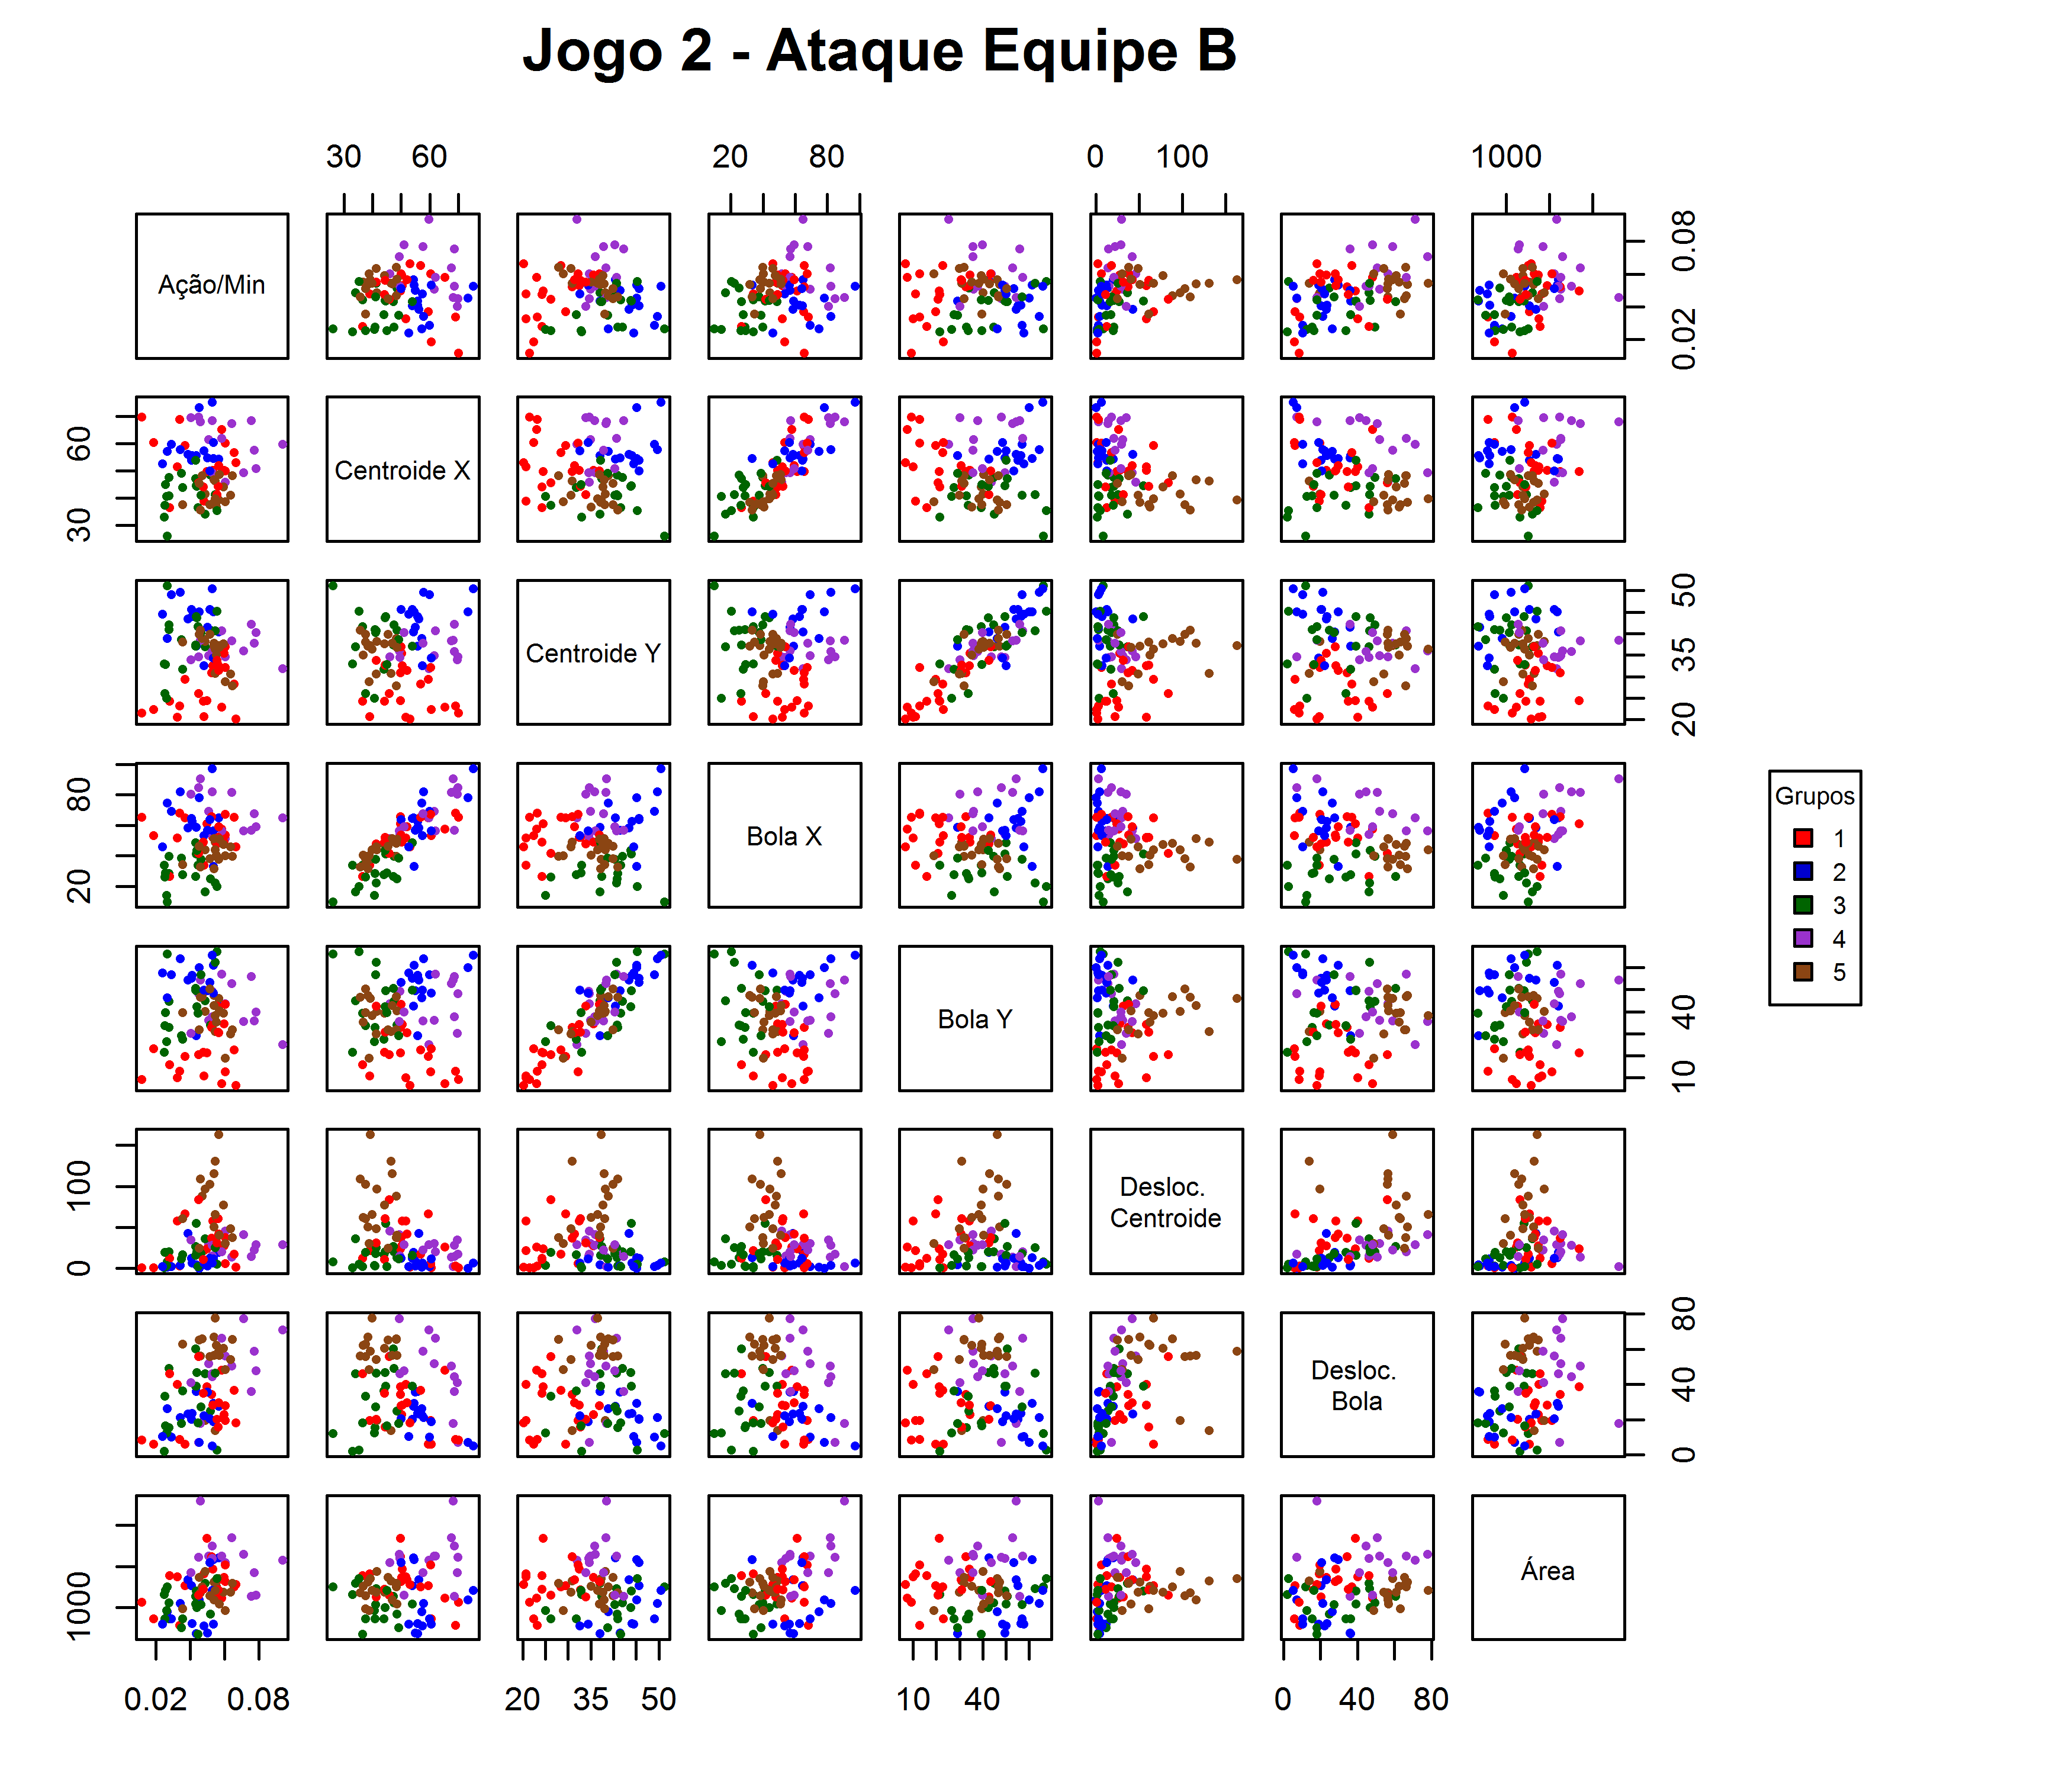 Jogo 2 - Ataque Equipe B
30 60 20 80 0 100 1000
Ação/Min
0.02 0.08
30 60
Centroide X
Centroide Y
20 35 50
20 80
Bola X
Bola Y
10 40
0 100
Desloc.
Centroide
Desloc.
Bola
0 40 80
1000
Área
0.02 0.08 20 35 50 10 40 0 40 80
Grupos
1
2
3
4
5